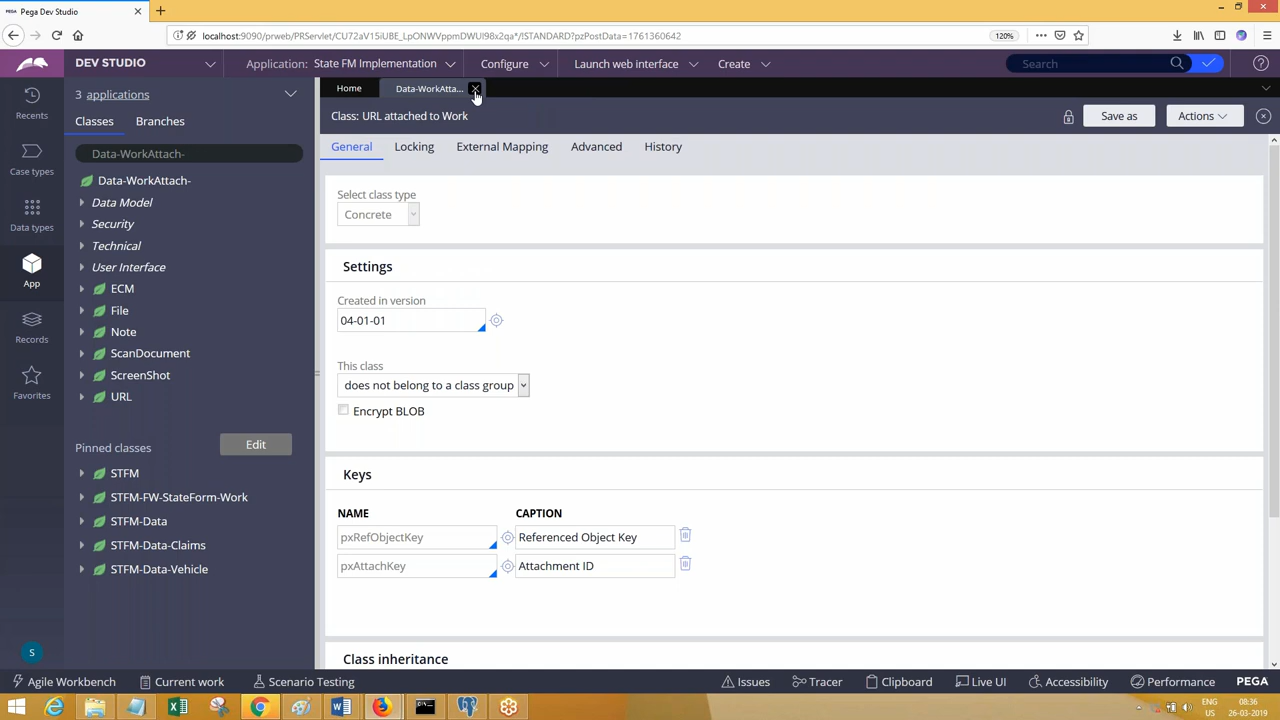 Pega Dev Studio
localhost:9090/prweb/PRServlet/CU72aV15iUBE_LpONWVppmDWUI98x2qa*/!STANDARD?pzPostData=1761360642
120%
DEV STUDIO
Application: State FM Implementation
Configure
Launch web interface
Create
Search
3 applications
Home
Data-WorkAtta...
Class: URL attached to Work
Save as
Actions
Recents
Case types
Data types
App
Records
Favorites
S
Classes
Branches
Data-WorkAttach-
Data-WorkAttach-
Data Model
Security
Technical
User Interface
ECM
File
Note
ScanDocument
ScreenShot
URL
Pinned classes
Edit
STFM
STFM-FW-StateForm-Work
STFM-Data
STFM-Data-Claims
STFM-Data-Vehicle
General
Locking
External Mapping
Advanced
History
Select class type
Concrete
Settings
Created in version
04-01-01
This class
does not belong to a class group
Encrypt BLOB
Keys
NAME
CAPTION
pxRefObjectKey
Referenced Object Key
pxAttachKey
Attachment ID
Class inheritance
Agile Workbench
Current work
Scenario Testing
Issues
Tracer
Clipboard
Live UI
Accessibility
Performance
PEGA
ENG
US
08:36
26-03-2019